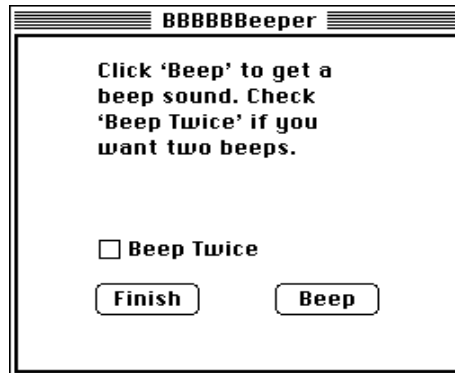 BBBBBBeeper
Click ‘Beep’ to get a
beep sound. Check
‘Beep Twice’ if you
want two beeps.
Beep Twice
Finish Beep